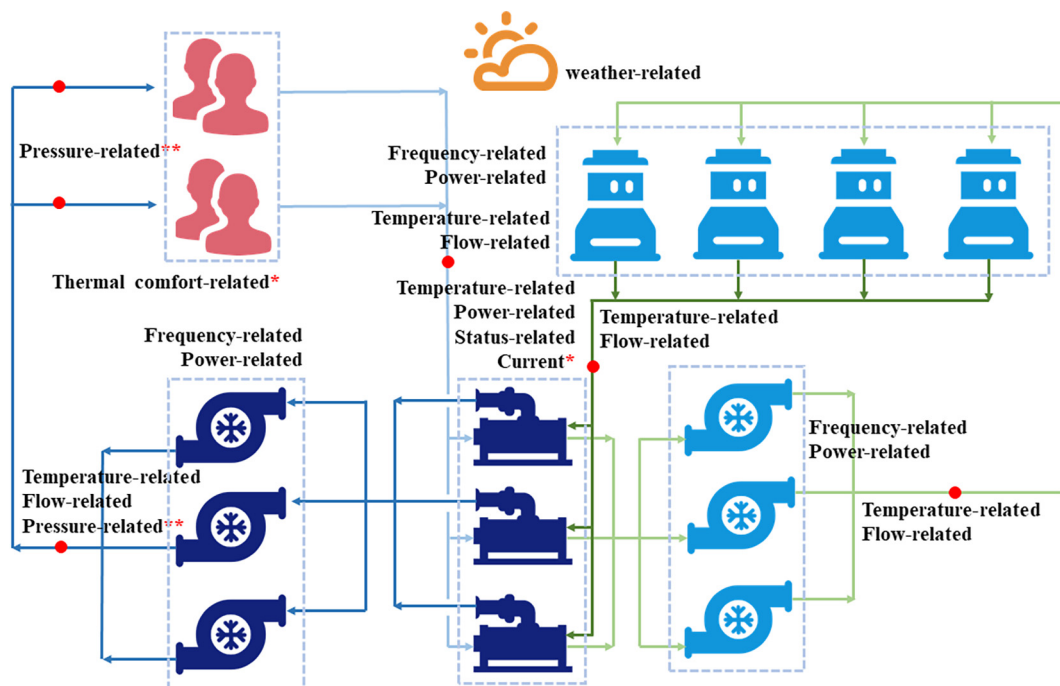 weather-related
Pressure-related**
Frequency-related
Power-related
Temperature-related
Flow-related
Thermal comfort-related*
Temperature-related
Power-related
Status-related
Current*
Temperature-related
Flow-related
Frequency-related
Power-related
Frequency-related
Power-related
Temperature-related
Flow-related
Pressure-related**
Temperature-related
Flow-related